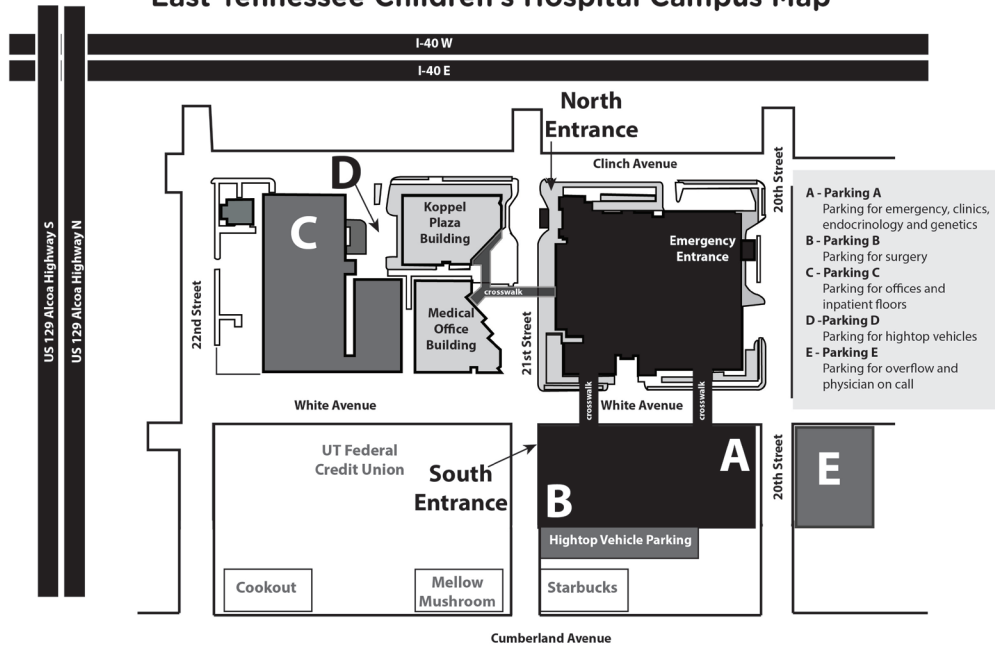 East Tennessee Children's Hospital Campus Map
I-40 W
I-40 E
US 129 Alcoa Highway S
US 129 Alcoa Highway N
North
Entrance
Clinch Avenue
20th Street
D
C
Koppel
Plaza
Building
Emergency
Entrance
crosswalk
Medical
Office
Building
22nd Street
21st Street
A - Parking A
Parking for emergency, clinics,
endocrinology and genetics
B - Parking B
Parking for surgery
C - Parking C
Parking for offices and
inpatient floors
D -Parking D
Parking for hightop vehicles
E - Parking E
Parking for overflow and
physician on call
White Avenue
crosswalk
White Avenue
crosswalk
UT Federal
Credit Union
South
Entrance
A
B
20th Street
E
Hightop Vehicle Parking
Cookout
Mellow
Mushroom
Starbucks
Cumberland Avenue